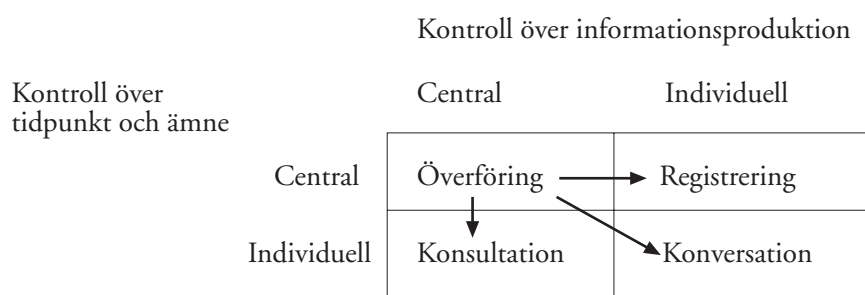 Kontroll över informationsproduktion
Kontroll över
tidpunkt och ämne
Central Individuell
Central Överföring Registrering
Individuell Konsultation Konversation